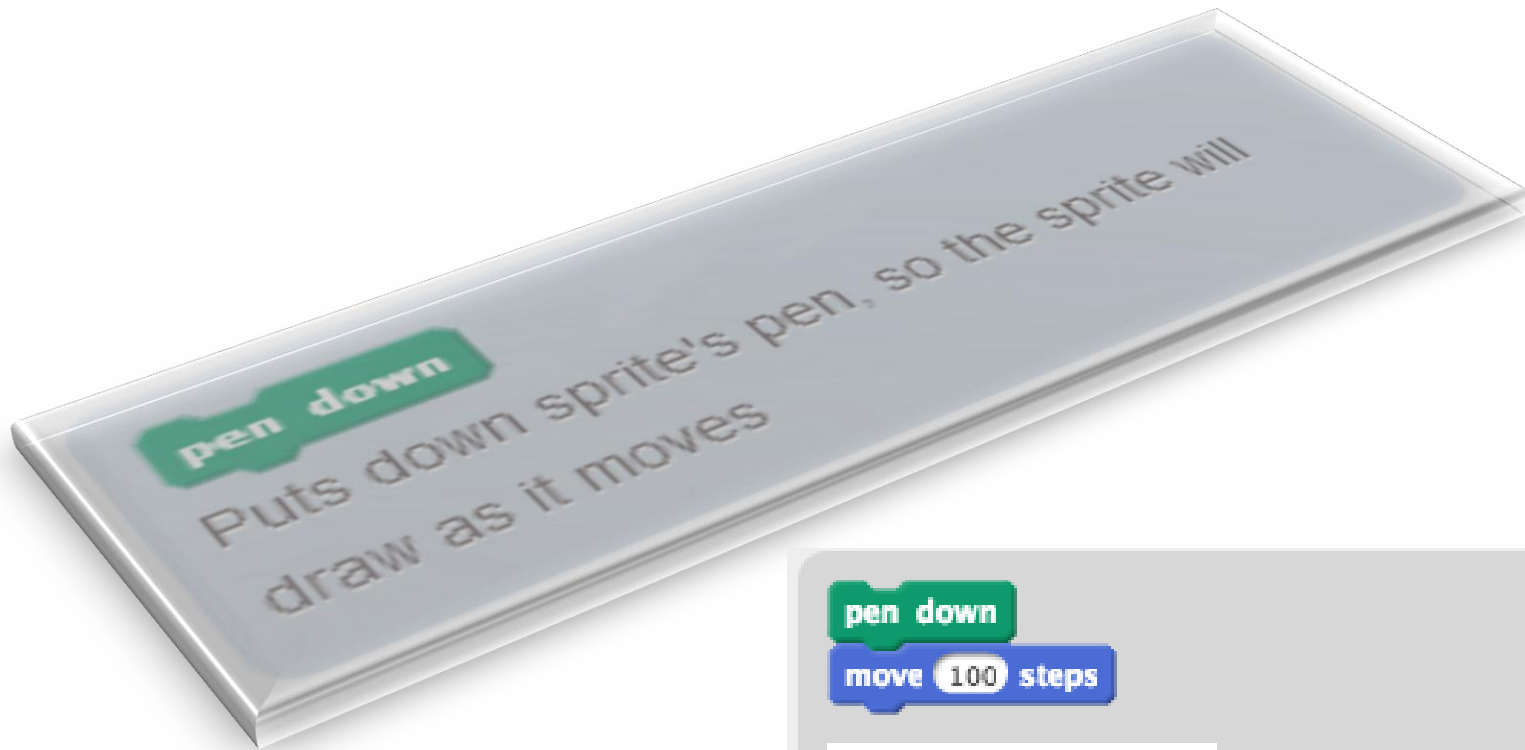 pen down
Puts down sprite's pen, so the sprite will
draw as it moves
pen down
move 100 steps